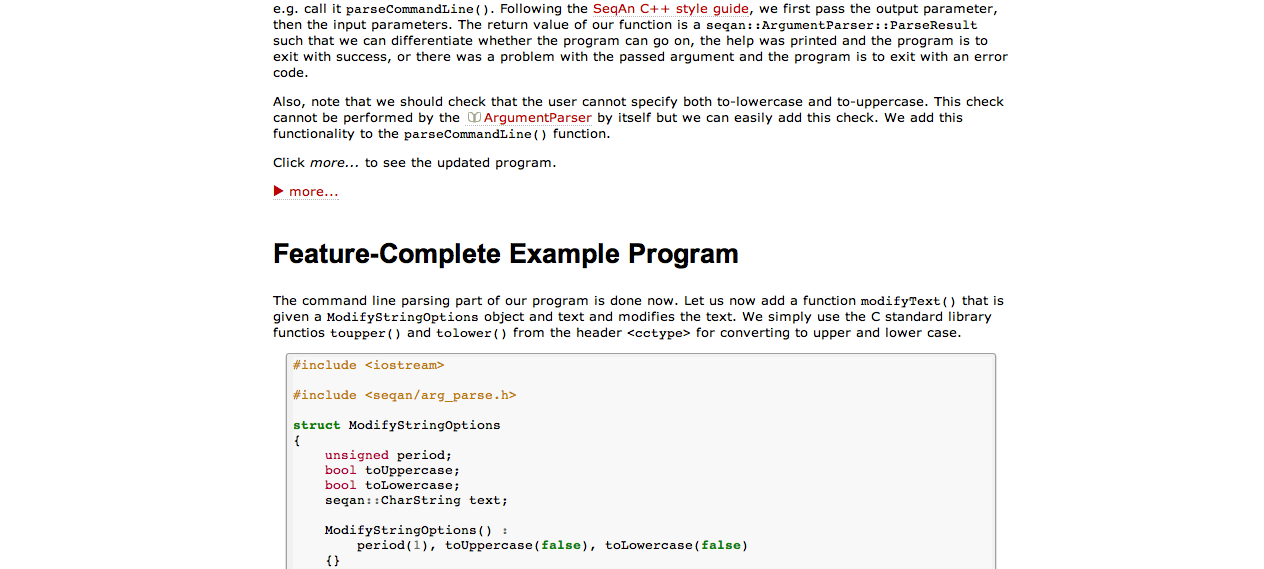 e.g. call it parseCommandLine(). Following the SeqAn C++ style guide, we first pass the output parameter,
then the input parameters. The return value of our function is a seqan::ArgumentParser::ParseResult
such that we can differentiate whether the program can go on, the help was printed and the program is to
exit with success, or there was a problem with the passed argument and the program is to exit with an error
code.
Also, note that we should check that the user cannot specify both to-lowercase and to-uppercase. This check
cannot be performed by the ArgumentParser by itself but we can easily add this check. We add this
functionality to the parseCommandLine() function.
Click more... to see the updated program.
more...
Feature-Complete Example Program
The command line parsing part of our program is done now. Let us now add a function modifyText() that is
given a ModifyStringOptions object and text and modifies the text. We simply use the C standard library
functios toupper() and tolower() from the header <cctype> for converting to upper and lower case.
#include <iostream>
#include <seqan/arg_parse.h>
struct ModifyStringOptions
{
unsigned period;
bool toUppercase;
bool toLowercase;
seqan::CharString text;
ModifyStringOptions() :
period(1), toUppercase(false), toLowercase(false)
{}